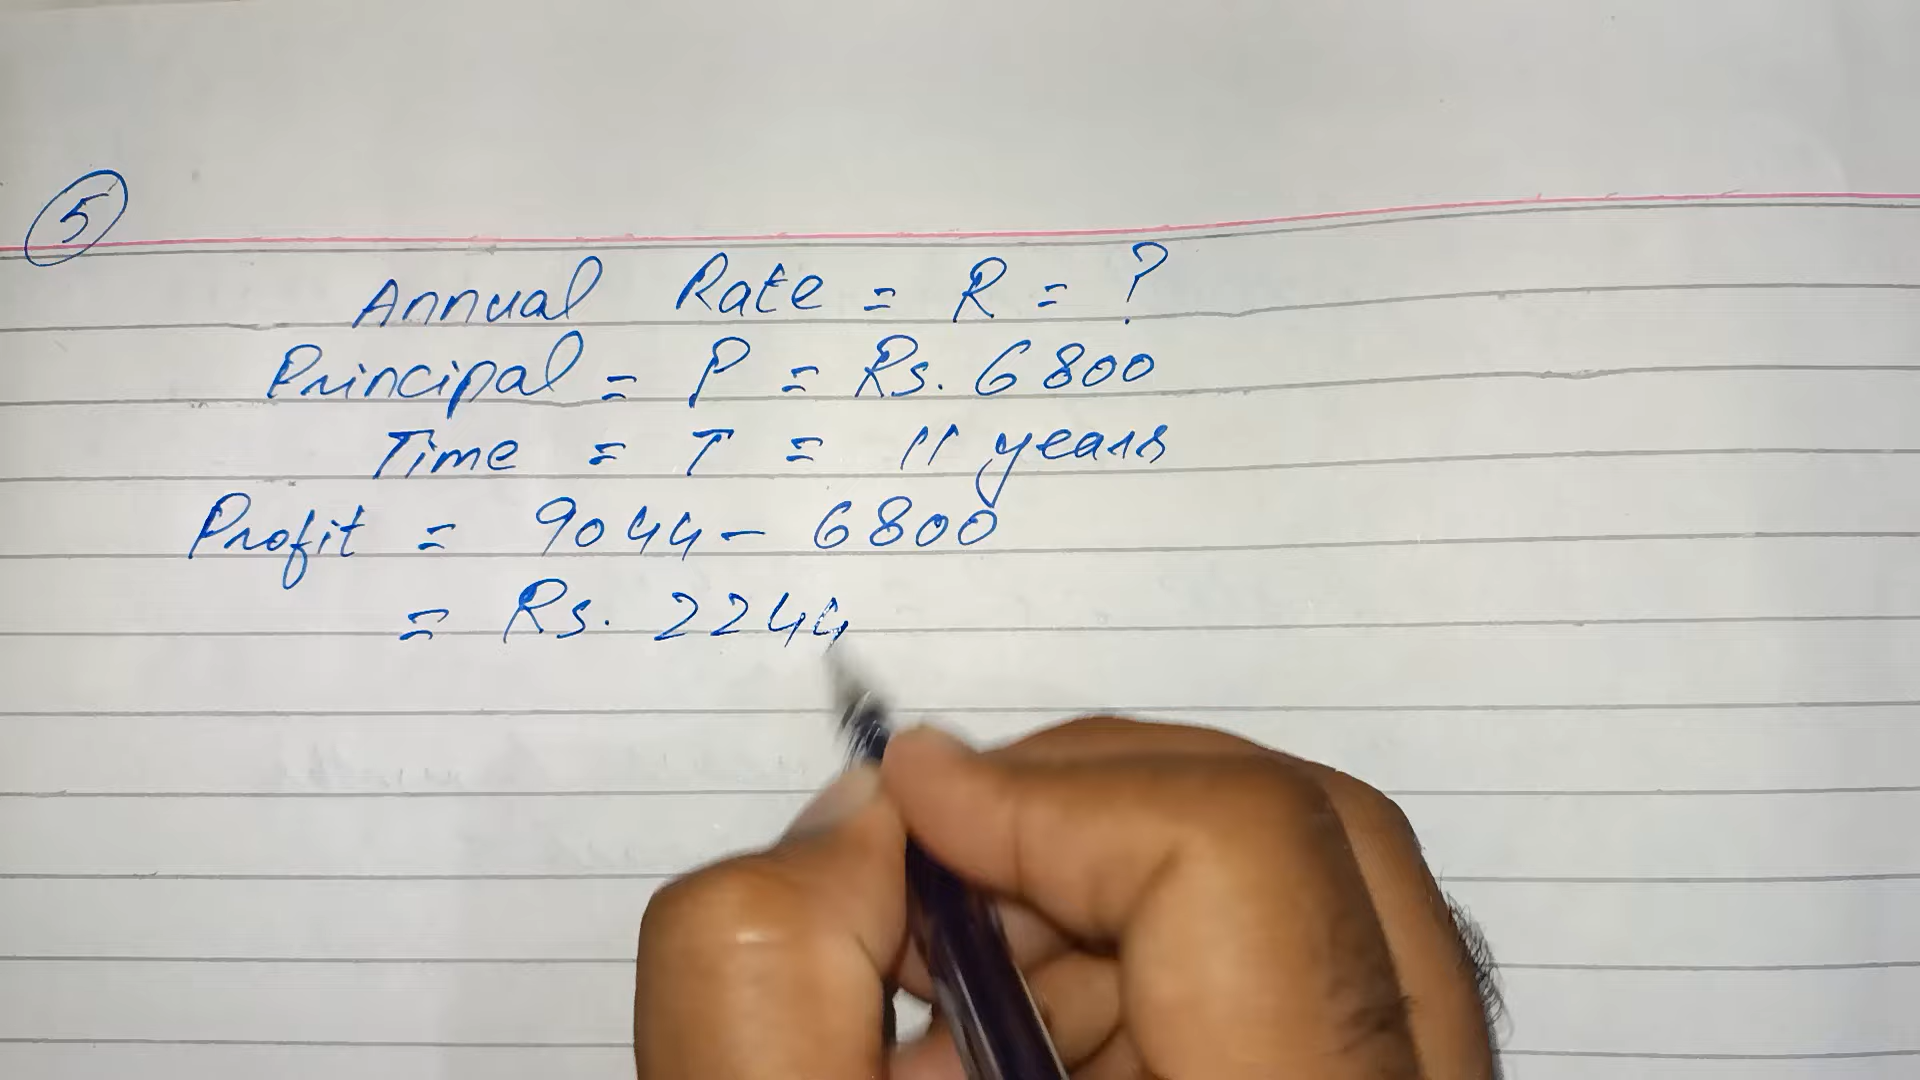 5
Annual Rate = R = ?
Principal = P = Rs. 6800
Time = T = 11 years
Profit = 9044 - 6800
= Rs. 2244